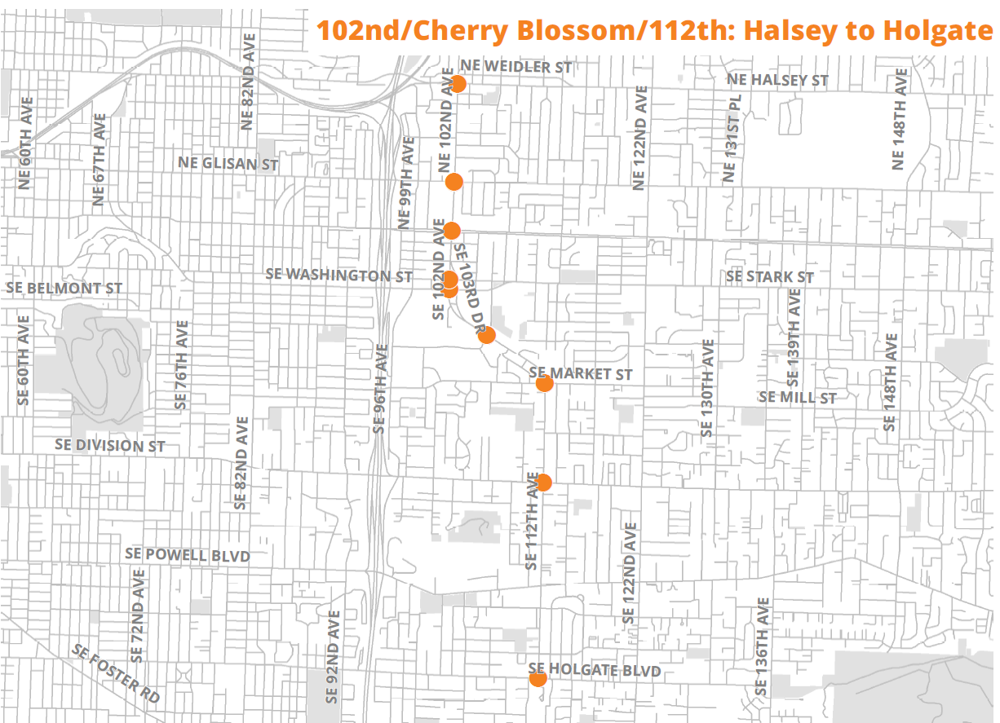 102nd/Cherry Blossom/112th: Halsey to Holgate
NE WEIDLER ST
NE HALSEY ST
NE 82ND AVE
NE 102ND AVE
NE 122ND AVE
NE 131ST PL
NE 148TH AVE
NE 60TH AVE
NE 67TH AVE
NE GLISAN ST
NE 99TH AVE
SE 102ND AVE
SE 103RD DR
SE WASHINGTON ST
SE STARK ST
SE BELMONT ST
SE 60TH AVE
SE 76TH AVE
SE 96TH AVE
SE MARKET ST
SE 130TH AVE
SE 139TH AVE
SE 148TH AVE
SE MILL ST
SE DIVISION ST
SE 82ND AVE
SE 112TH AVE
SE 122ND AVE
SE POWELL BLVD
SE 72ND AVE
SE 92ND AVE
SE 136TH AVE
SE FOSTER RD
SE HOLGATE BLVD